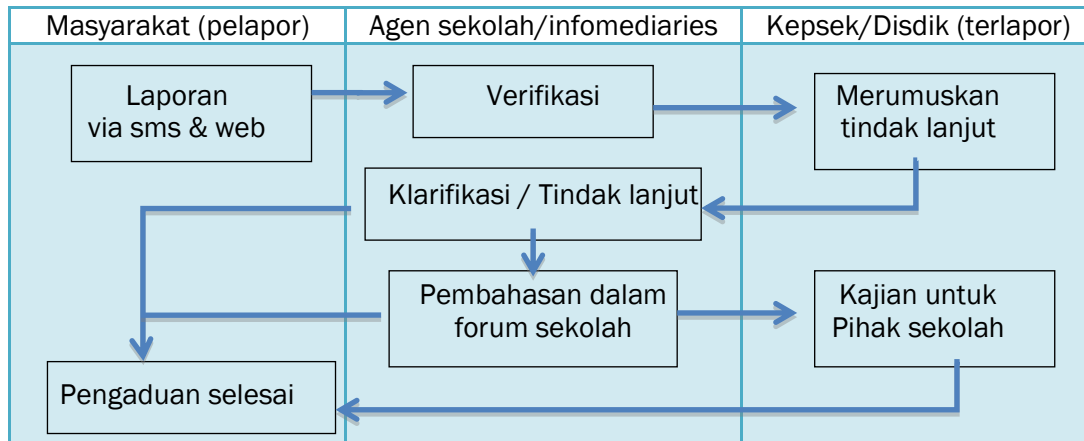 Masyarakat (pelapor)
Agen sekolah/infomediaries
Kepsek/Disdik (terlapor)
Laporan
via sms & web
Verifikasi
Merumuskan
tindak lanjut
Klarifikasi / Tindak lanjut
Pembahasan dalam
forum sekolah
Kajian untuk
Pihak sekolah
Pengaduan selesai